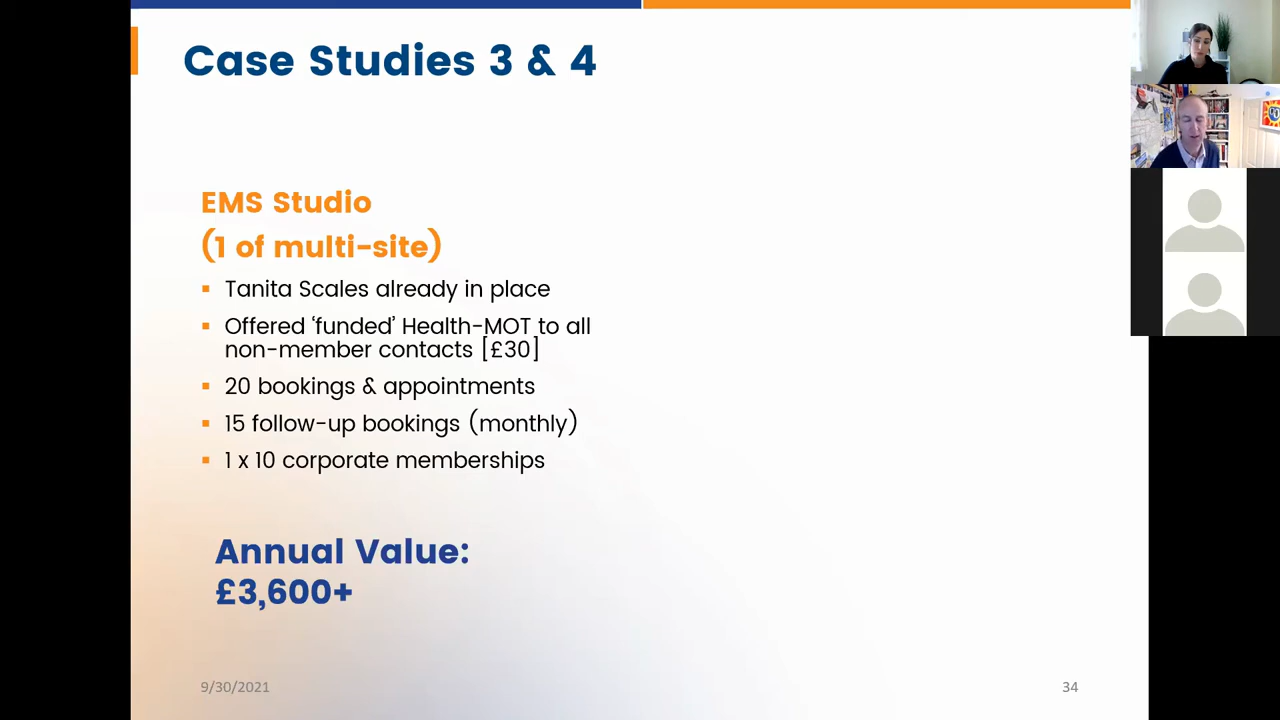 Case Studies 3 & 4
EMS Studio
(1 of multi-site)
▪ Tanita Scales already in place
▪ Offered ‘funded’ Health-MOT to all
non-member contacts [£30]
▪ 20 bookings & appointments
▪ 15 follow-up bookings (monthly)
▪ 1 x 10 corporate memberships
Annual Value:
£3,600+
9/30/2021
34